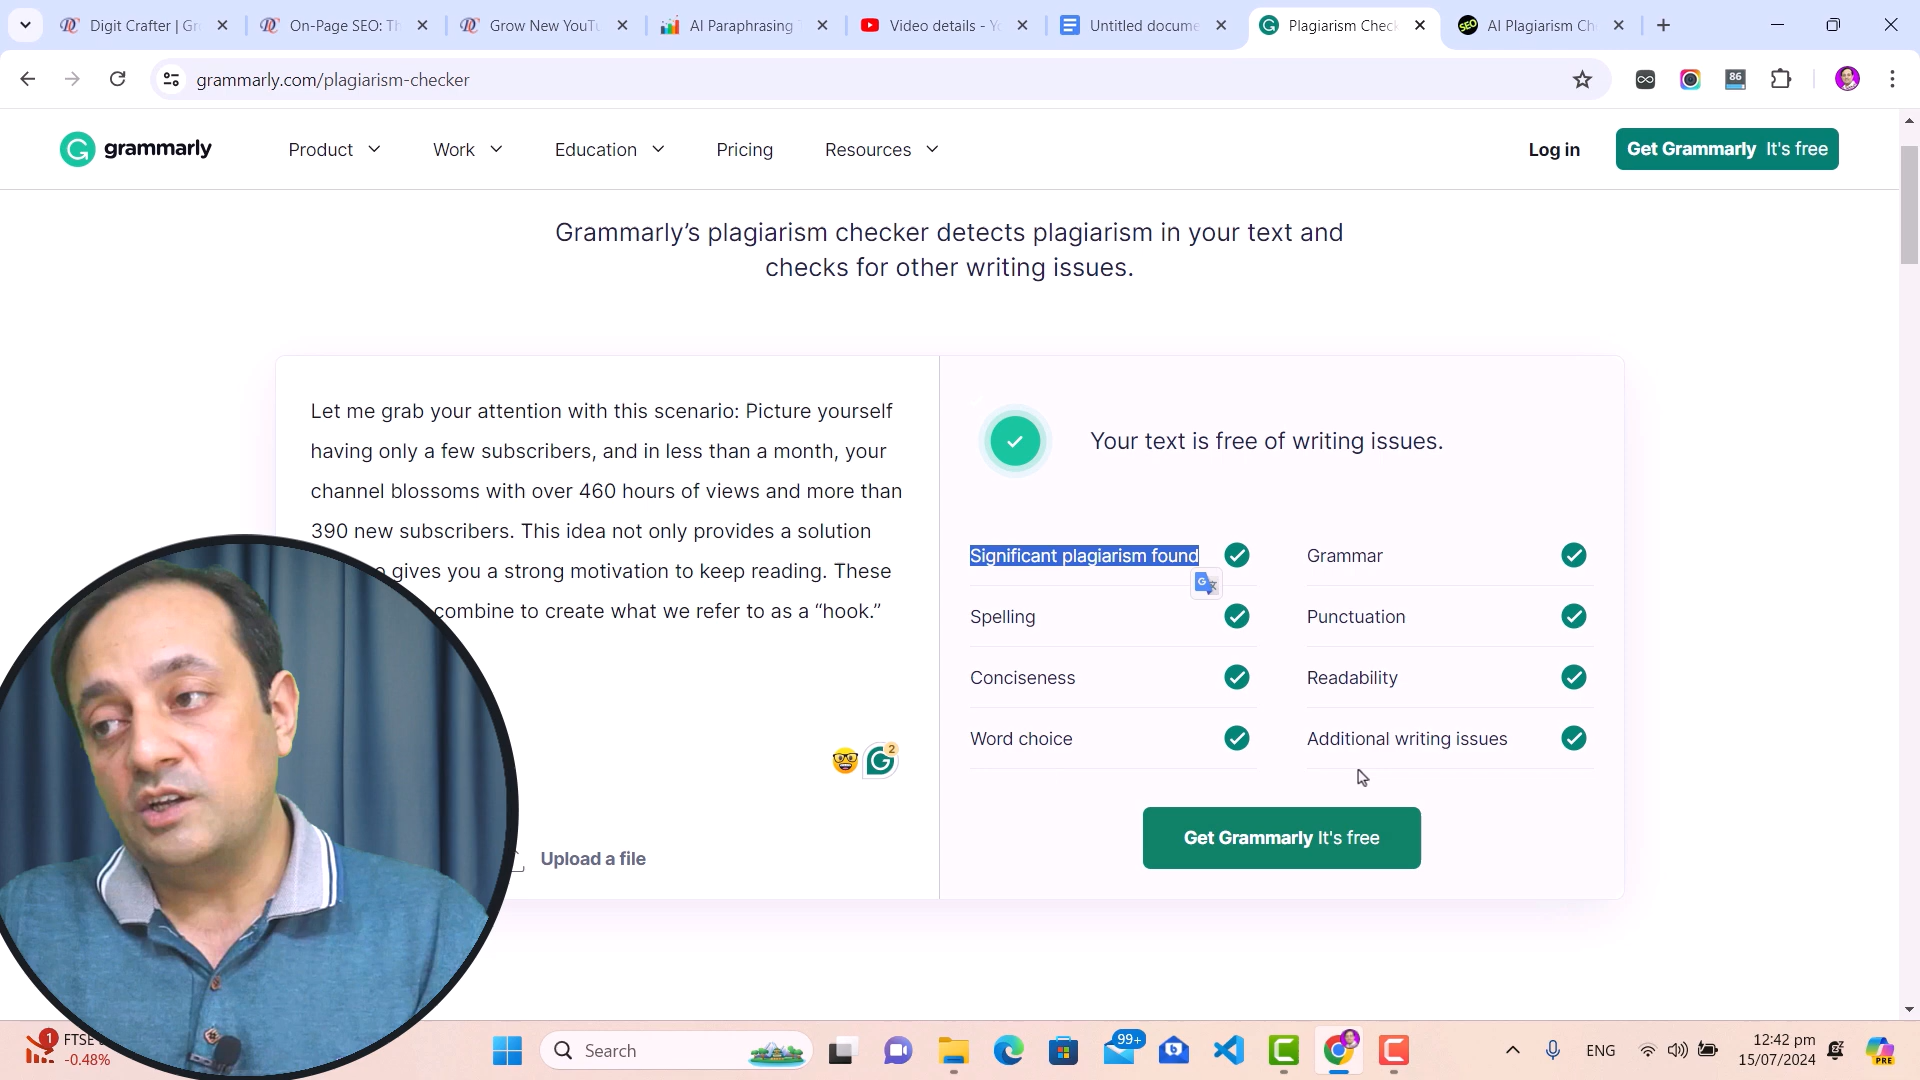 Digit Crafter | Gr
On-Page SEO: Th
Grow New YouTu
AI Paraphrasing T
Video details - Yo
Untitled docume
Plagiarism Check
SEO
AI Plagiarism Ch
grammarly.com/plagiarism-checker
86
grammarly
Product
Work
Education
Pricing
Resources
Log in
Get Grammarly It's free
Grammarly’s plagiarism checker detects plagiarism in your text and
checks for other writing issues.
Let me grab your attention with this scenario: Picture yourself
having only a few subscribers, and in less than a month, your
channel blossoms with over 460 hours of views and more than
390 new subscribers. This idea not only provides a solution
gives you a strong motivation to keep reading. These
combine to create what we refer to as a “hook.”
2
Upload a file
Your text is free of writing issues.
Significant plagiarism found
Grammar
Spelling
Punctuation
Conciseness
Readability
Word choice
Additional writing issues
Get Grammarly It's free
1
FTSE
-0.48%
Search
99+
ENG
12:42 pm
15/07/2024
PRE